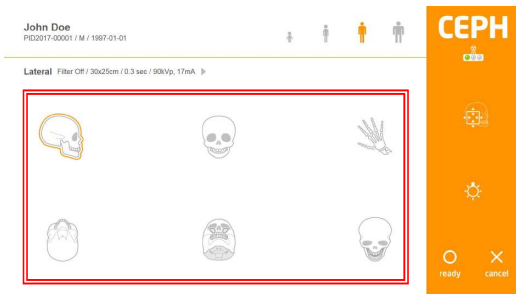 John Doe
PID2017-00001 / M / 1997-01-01
CEPH
Lateral Filter Off / 30x25cm / 0.3 sec / 90kVp, 17mA
ready cancel